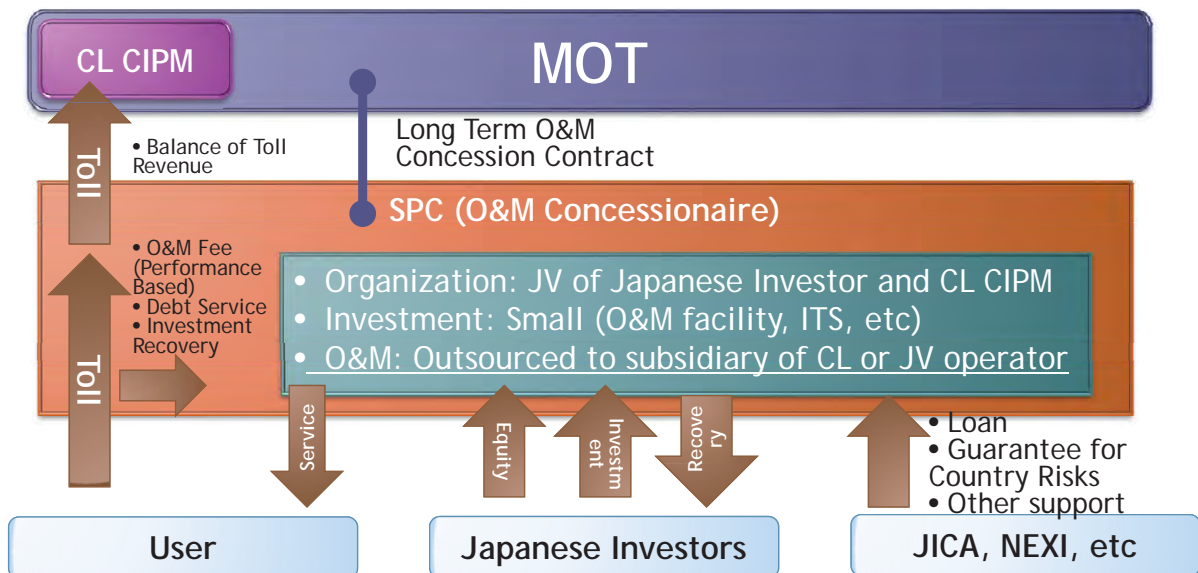 CL CIPM
MOT
Toll
• Balance of Toll
Revenue
Long Term O&M
Concession Contract
SPC (O&M Concessionaire)
Toll
• O&M Fee
(Performance
Based)
• Debt Service
• Investment
Recovery
• Organization: JV of Japanese Investor and CL CIPM
• Investment: Small (O&M facility, ITS, etc)
• O&M: Outsourced to subsidiary of CL or JV operator
Service
Equity
Investm
ent
Recove
ry
• Loan
• Guarantee for
Country Risks
• Other support
User
Japanese Investors
JICA, NEXI, etc